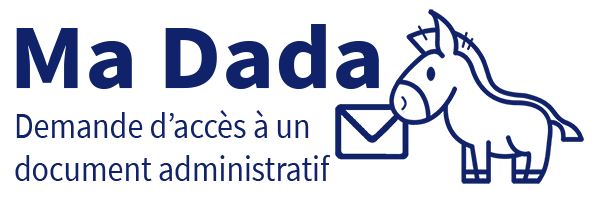 Ma Dada
Demande d’accès à un
document administratif